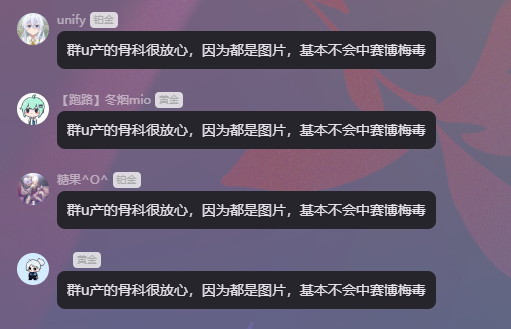 unify 铂金
群u产的骨科很放心，因为都是图片，基本不会中赛博梅毒
【跑路】冬烟mio 黄金
群u产的骨科很放心，因为都是图片，基本不会中赛博梅毒
糖果^O^ 铂金
群u产的骨科很放心，因为都是图片，基本不会中赛博梅毒
黄金
群u产的骨科很放心，因为都是图片，基本不会中赛博梅毒